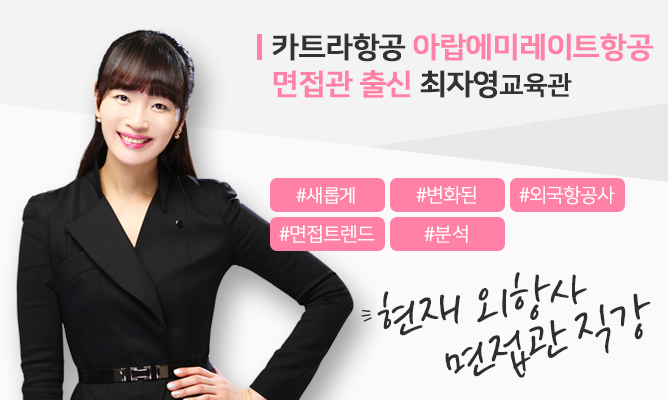 카트라항공 아랍에미레이트항공
면접관 출신 최자영교육관
#새롭게 #변화된 #외국항공사
#면접트렌드 #분석
현재 외항사
면접관 직강